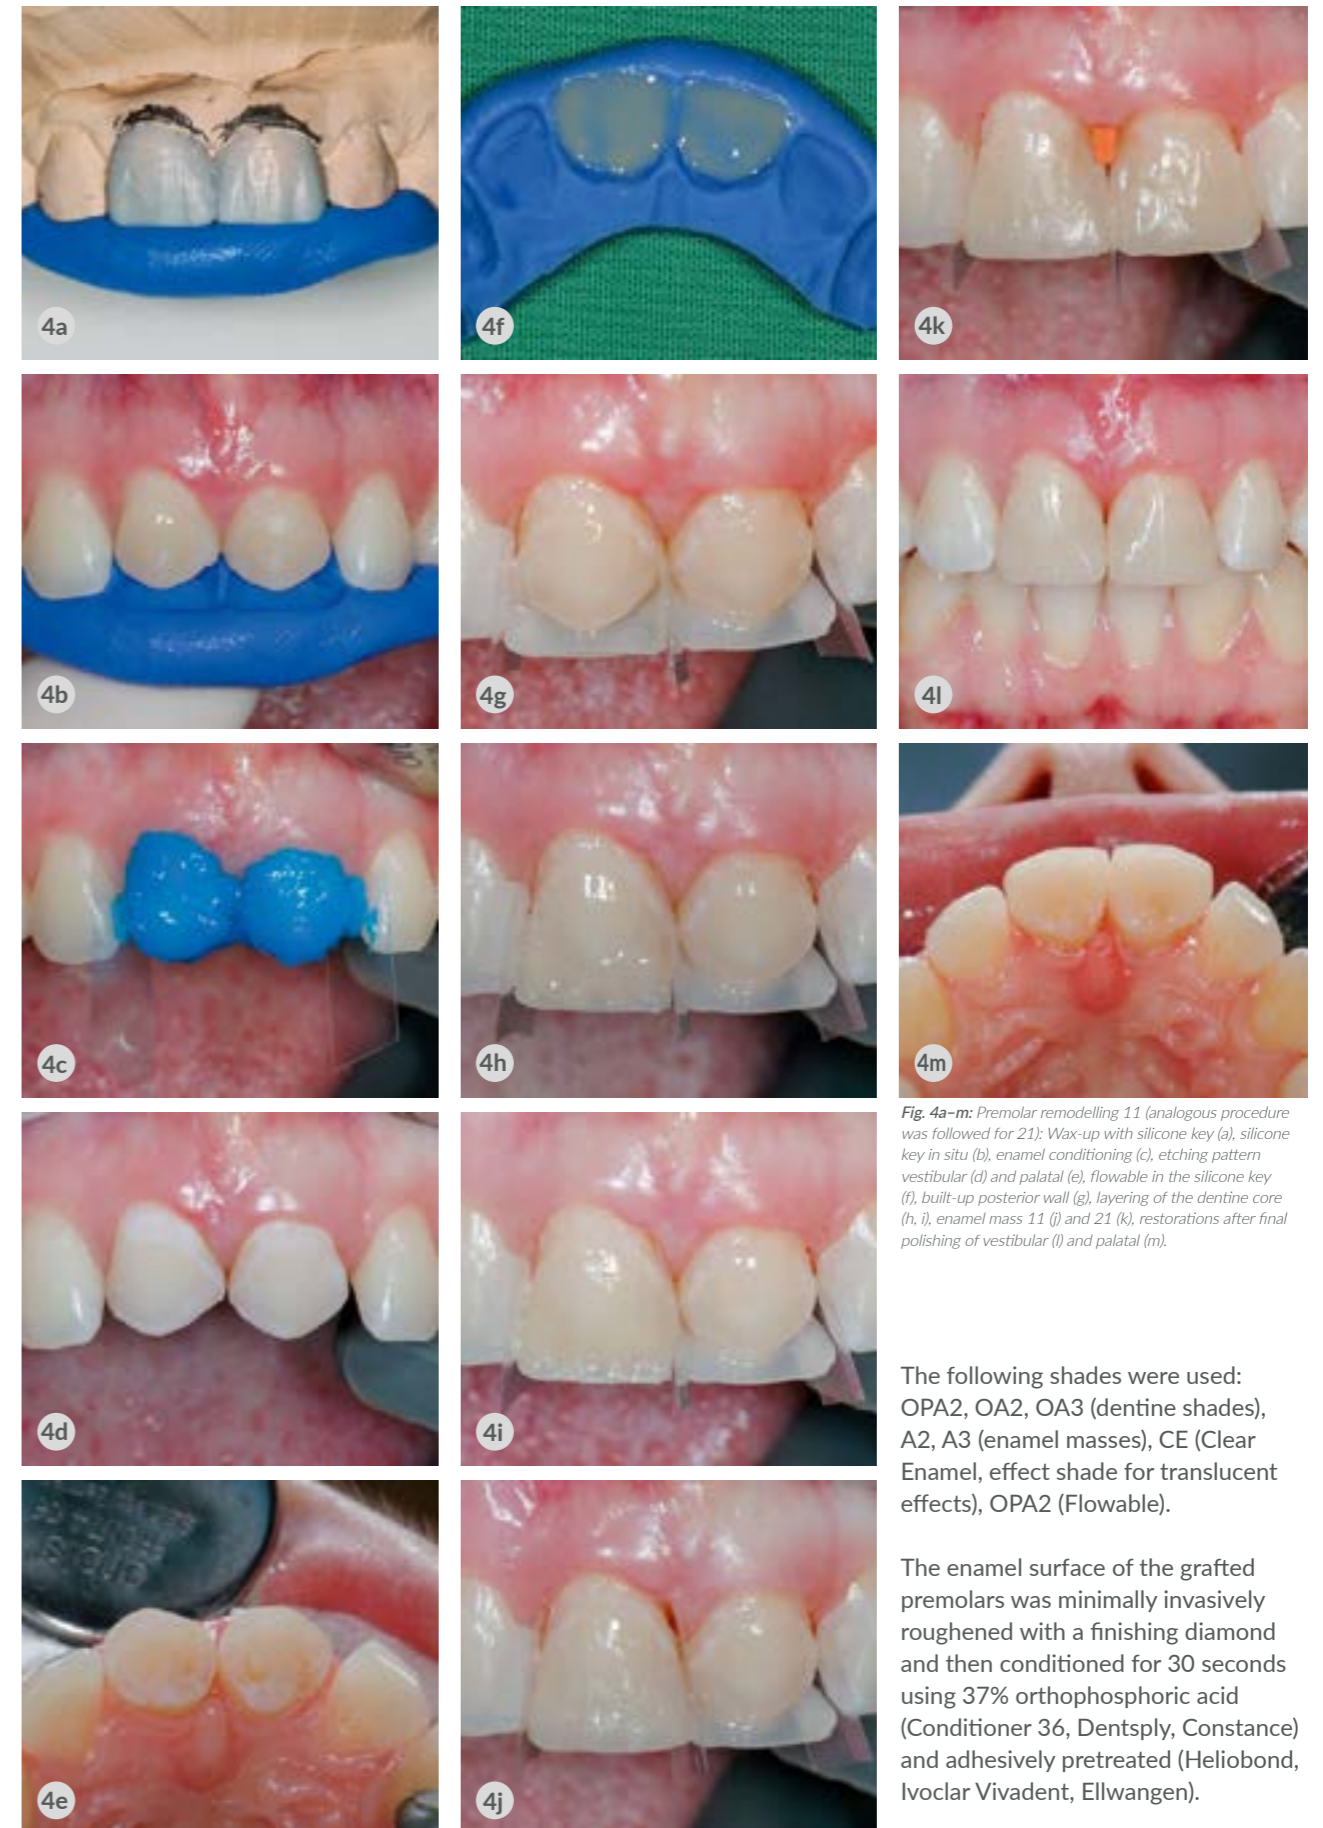 4a
4f
4k
4b
4g
4l
4c
4h
4m
Fig. 4a–m: Premolar remodelling 11 (analogous procedure
was followed for 21): Wax-up with silicone key (a), silicone
key in situ (b), enamel conditioning (c), etching pattern
vestibular (d) and palatal (e), flowable in the silicone key
(f), built-up posterior wall (g), layering of the dentine core
(h, i), enamel mass 11 (j) and 21 (k), restorations after final
polishing of vestibular (l) and palatal (m).
4d
4i
The following shades were used:
OPA2, OA2, OA3 (dentine shades),
A2, A3 (enamel masses), CE (Clear
Enamel, effect shade for translucent
effects), OPA2 (Flowable).
The enamel surface of the grafted
premolars was minimally invasively
roughened with a finishing diamond
and then conditioned for 30 seconds
using 37% orthophosphoric acid
(Conditioner 36, Dentsply, Constance)
and adhesively pretreated (Heliobond,
Ivoclar Vivadent, Ellwangen).
4e
4j